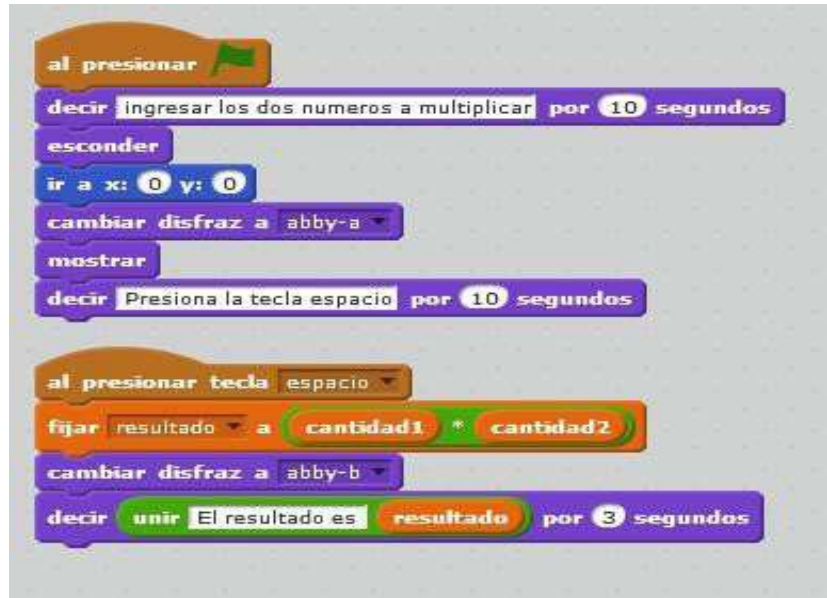 al presionar
decir ingresar los dos numeros a multiplicar por 10 segundos
esconder
ir a x: 0 y: 0
cambiar disfraz a abby-a
mostrar
decir Presiona la tecla espacio por 10 segundos
al presionar tecla espacio
fijar resultado a cantidad1 * cantidad2
cambiar disfraz a abby-b
decir unir El resultado es resultado por 3 segundos